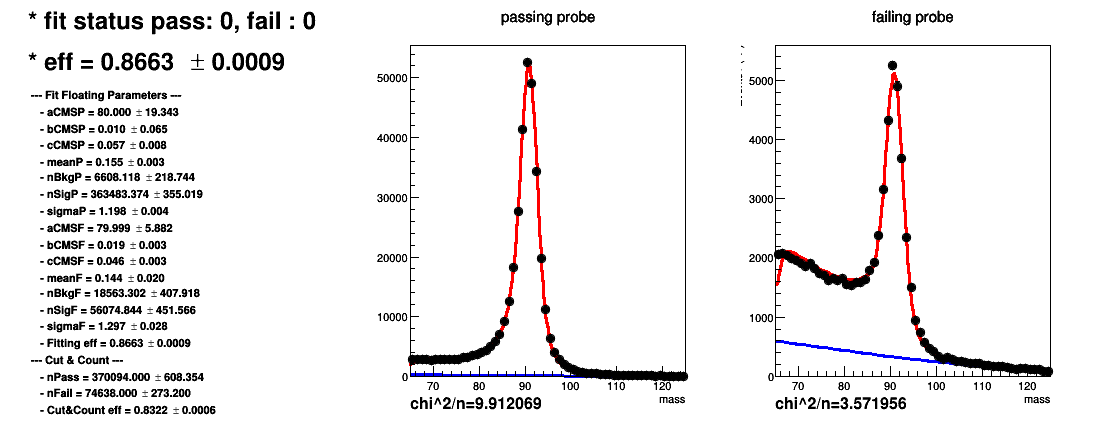 * fit status pass: 0, fail : 0
* eff = 0.8663 ± 0.0009
--- Fit Floating Parameters ---
- aCMSP = 80.000 ± 19.343
- bCMSP = 0.010 ± 0.065
- cCMSP = 0.057 ± 0.008
- meanP = 0.155 ± 0.003
- nBkgP = 6608.118 ± 218.744
- nSigP = 363483.374 ± 355.019
- sigmaP = 1.198 ± 0.004
- aCMSF = 79.999 ± 5.882
- bCMSF = 0.019 ± 0.003
- cCMSF = 0.046 ± 0.003
- meanF = 0.144 ± 0.020
- nBkgF = 18563.302 ± 407.918
- nSigF = 56074.844 ± 451.566
- sigmaF = 1.297 ± 0.028
- Fitting eff = 0.8663 ± 0.0009
--- Cut & Count ---
- nPass = 370094.000 ± 608.354
- nFail = 74638.000 ± 273.200
- Cut&Count eff = 0.8322 ± 0.0006
passing probe
50000
40000
30000
20000
10000
0
70 80 90 100 110 120
mass
chi^2/n=9.912069
failing probe
5000
4000
3000
2000
1000
0
70 80 90 100 110 120
mass
chi^2/n=3.571956